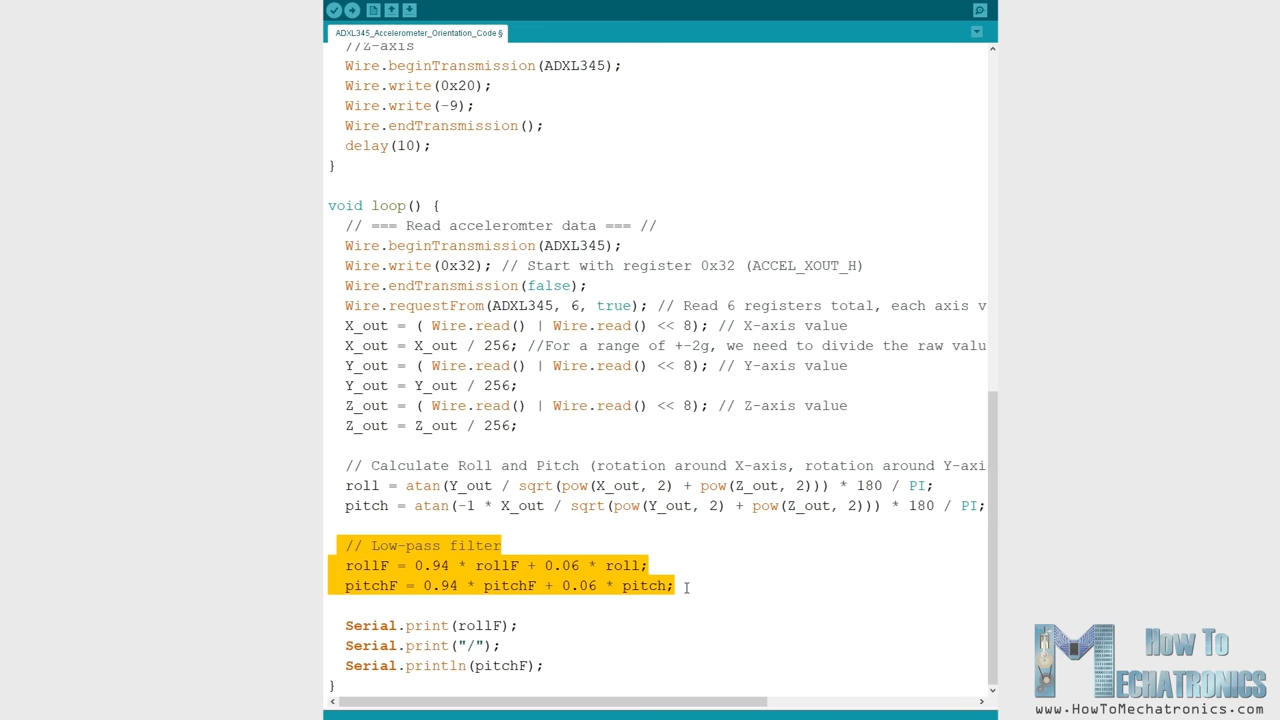 ADXL345_Accelerometer_Orientation_Code §
//Z-axis
Wire.beginTransmission(ADXL345);
Wire.write(0x20);
Wire.write(-9);
Wire.endTransmission();
delay(10);
}
void loop() {
// === Read acceleromter data === //
Wire.beginTransmission(ADXL345);
Wire.write(0x32); // Start with register 0x32 (ACCEL_XOUT_H)
Wire.endTransmission(false);
Wire.requestFrom(ADXL345, 6, true); // Read 6 registers total, each axis v
X_out = ( Wire.read() | Wire.read() << 8); // X-axis value
X_out = X_out / 256; //For a range of +-2g, we need to divide the raw valu
Y_out = ( Wire.read() | Wire.read() << 8); // Y-axis value
Y_out = Y_out / 256;
Z_out = ( Wire.read() | Wire.read() << 8); // Z-axis value
Z_out = Z_out / 256;
// Calculate Roll and Pitch (rotation around X-axis, rotation around Y-axi
roll = atan(Y_out / sqrt(pow(X_out, 2) + pow(Z_out, 2))) * 180 / PI;
pitch = atan(-1 * X_out / sqrt(pow(Y_out, 2) + pow(Z_out, 2))) * 180 / PI;
// Low-pass filter
rollF = 0.94 * rollF + 0.06 * roll;
pitchF = 0.94 * pitchF + 0.06 * pitch;
Serial.print(rollF);
Serial.print("/");
Serial.println(pitchF);
}
How To
MECHATRONICS
www.HowToMechatronics.com